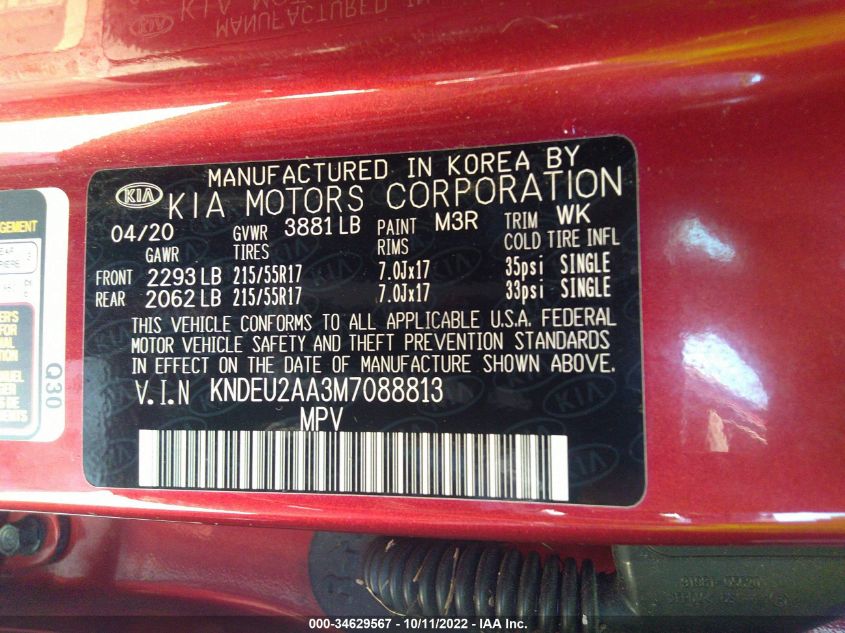 MANUFACTURED IN KOREA BY
KIA KIA MOTORS CORPORATION
04/20 GVWR 3881 LB PAINT M3R TRIM WK
GAWR TIRES RIMS COLD TIRE INFL
FRONT 2293 LB 215/55R17 7.0Jx17 35psi SINGLE
REAR 2062 LB 215/55R17 7.0Jx17 33psi SINGLE
THIS VEHICLE CONFORMS TO ALL APPLICABLE U.S.A. FEDERAL
MOTOR VEHICLE SAFETY AND THEFT PREVENTION STANDARDS
IN EFFECT ON THE DATE OF MANUFACTURE SHOWN ABOVE.
V.I.N KNDEU2AA3M7088813
MPV
Q30
000-34629567 - 10/11/2022 - IAA Inc.